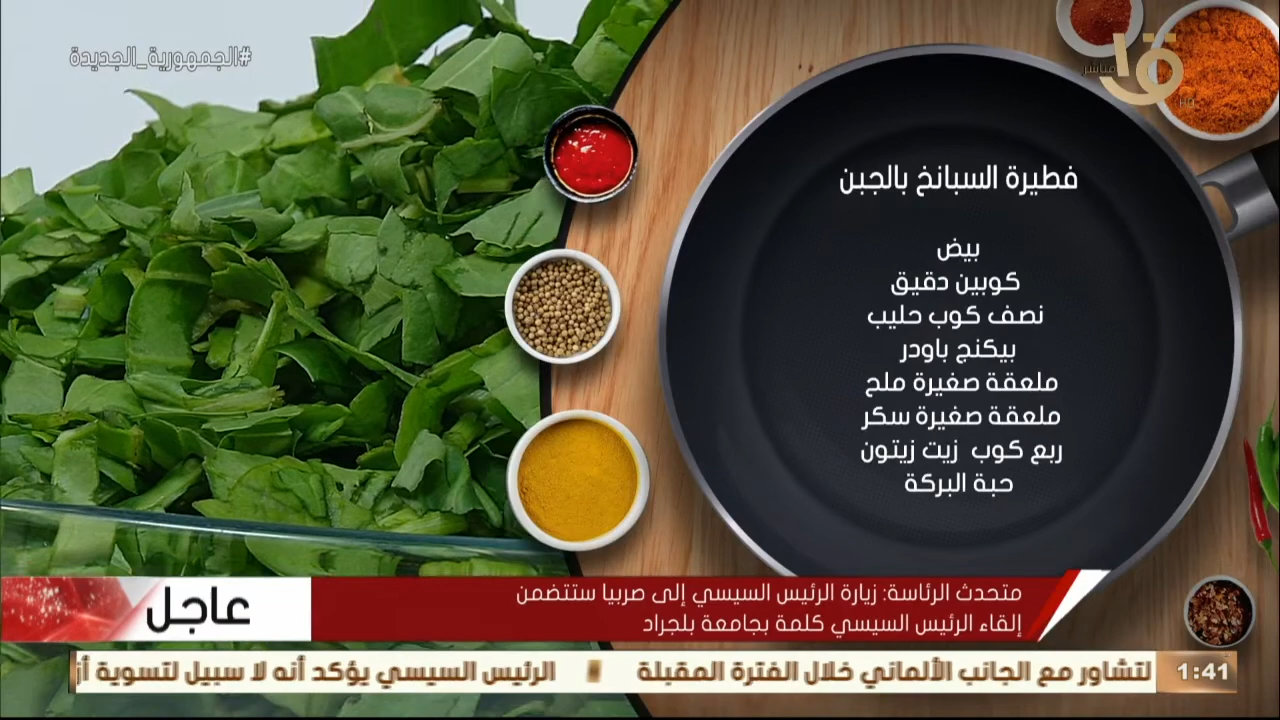 #الجمهورية_الجديدة
مباشر
HD
فطيرة السبانخ بالجبن
بيض
كوبين دقيق
نصف كوب حليب
بيكنج باودر
ملعقة صغيرة ملح
ملعقة صغيرة سكر
ربع كوب زيت زيتون
حبة البركة
عاجل
متحدث الرئاسة: زيارة الرئيس السيسي إلى صربيا ستتضمن
إلقاء الرئيس السيسي كلمة بجامعة بلجراد
1:41
لتشاور مع الجانب الألماني خلال الفترة المقبلة
الرئيس السيسي يؤكد أنه لا سبيل لتسوية